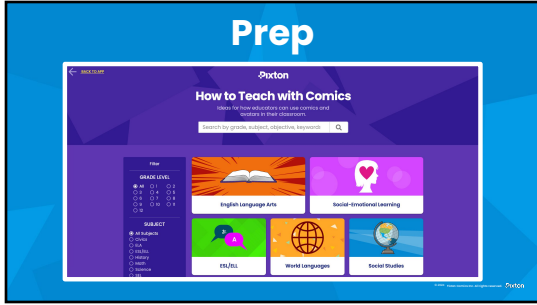 Prep
BACK TO APP
Pixton
How to Teach with Comics
Ideas for how educators can use comics and
avatars in their classroom.
Search by grade, subject, objective, keywords
Filter
GRADE LEVEL
All 1 2
3 4 5
6 7 8
9 10 11
12
SUBJECT
All Subjects
Civics
ELA
ESL/ELL
History
Math
Science
SEL
English Language Arts
Social-Emotional Learning
A
ESL/ELL
World Languages
Social Studies
Pixton